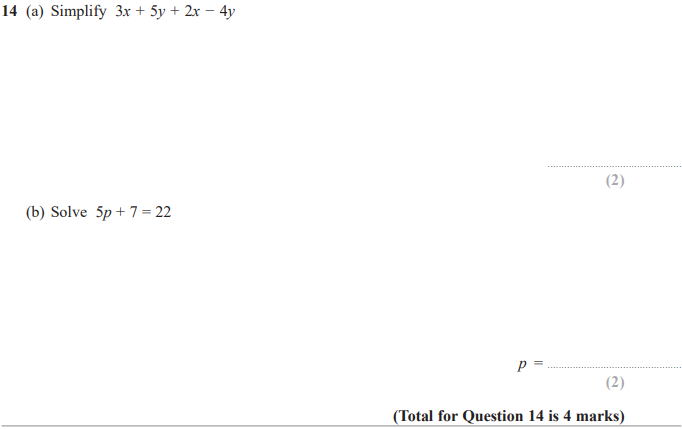 14 (a) Simplify 3x + 5y + 2x − 4y
(2)
(b) Solve 5p + 7 = 22
p =
(2)
(Total for Question 14 is 4 marks)